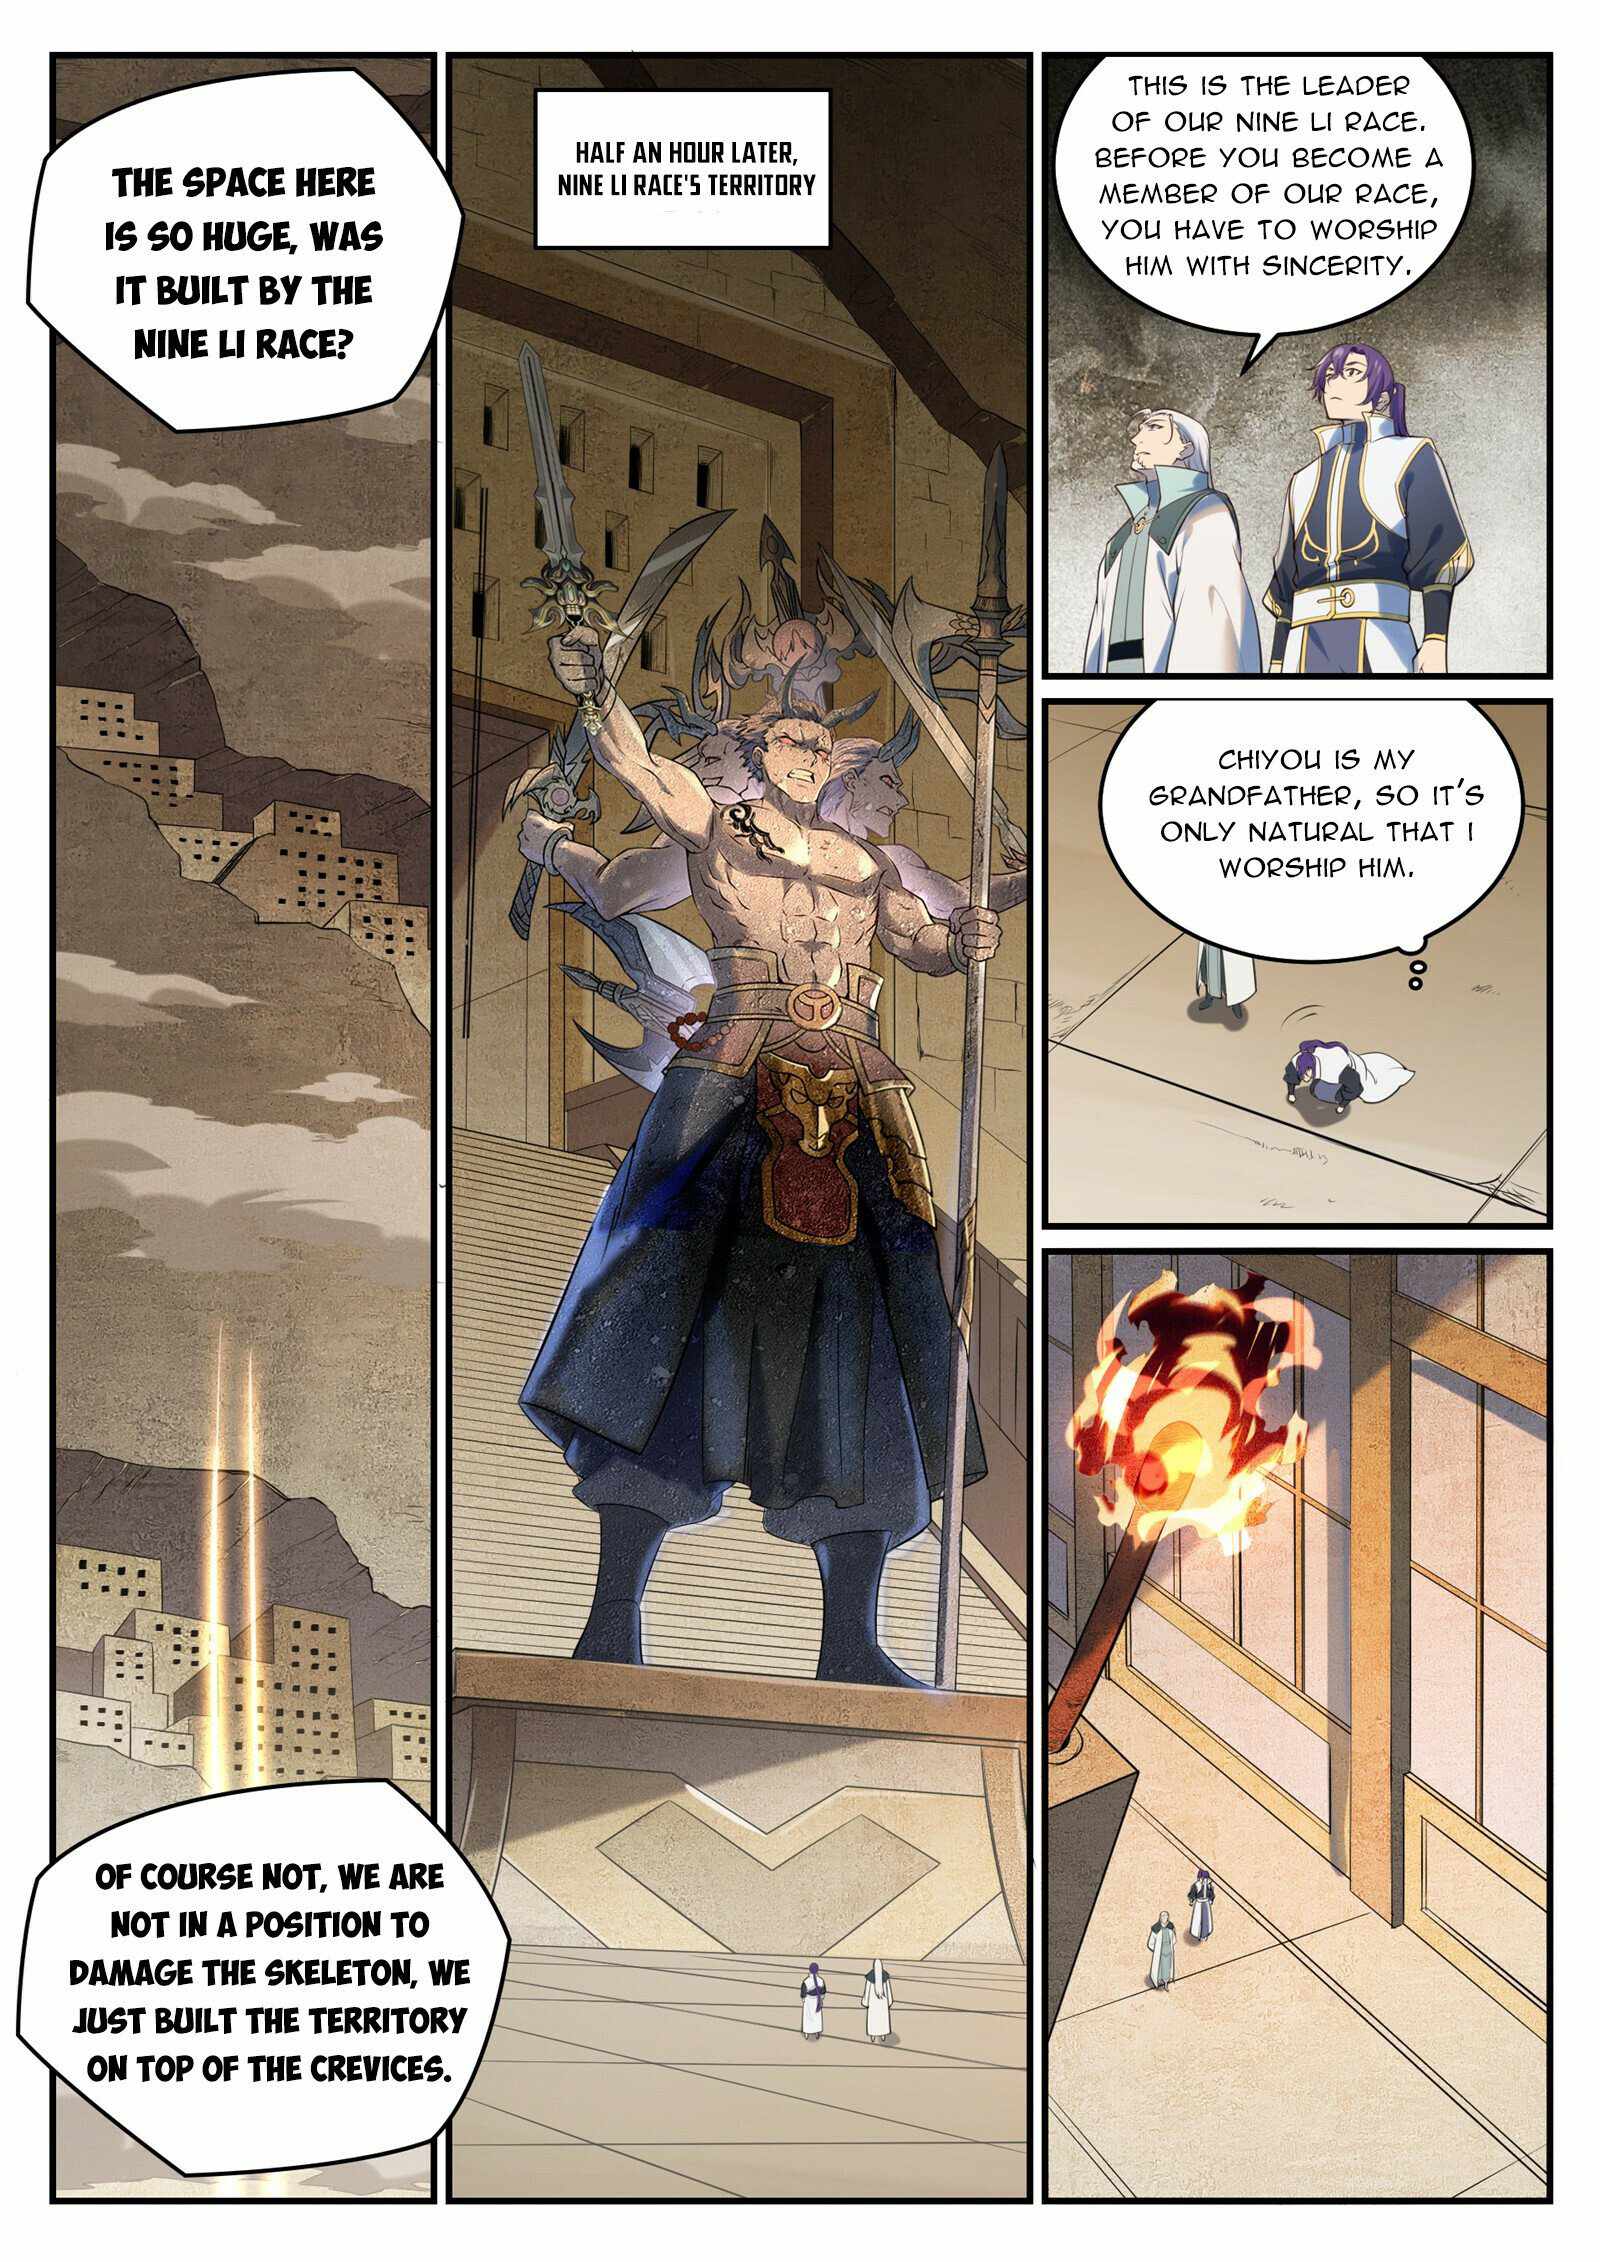 THE SPACE HERE
IS SO HUGE, WAS
IT BUILT BY THE
NINE LI RACE?
OF COURSE NOT, WE ARE
NOT IN A POSITION TO
DAMAGE THE SKELETON, WE
JUST BUILT THE TERRITORY
ON TOP OF THE CREVICES.
HALF AN HOUR LATER,
NINE LI RACE'S TERRITORY
THIS IS THE LEADER
OF OUR NINE LI RACE.
BEFORE YOU BECOME A
MEMBER OF OUR RACE,
YOU HAVE TO WORSHIP
HIM WITH SINCERITY.
CHIYOU IS MY
GRANDFATHER, SO IT'S
ONLY NATURAL THAT I
WORSHIP HIM.